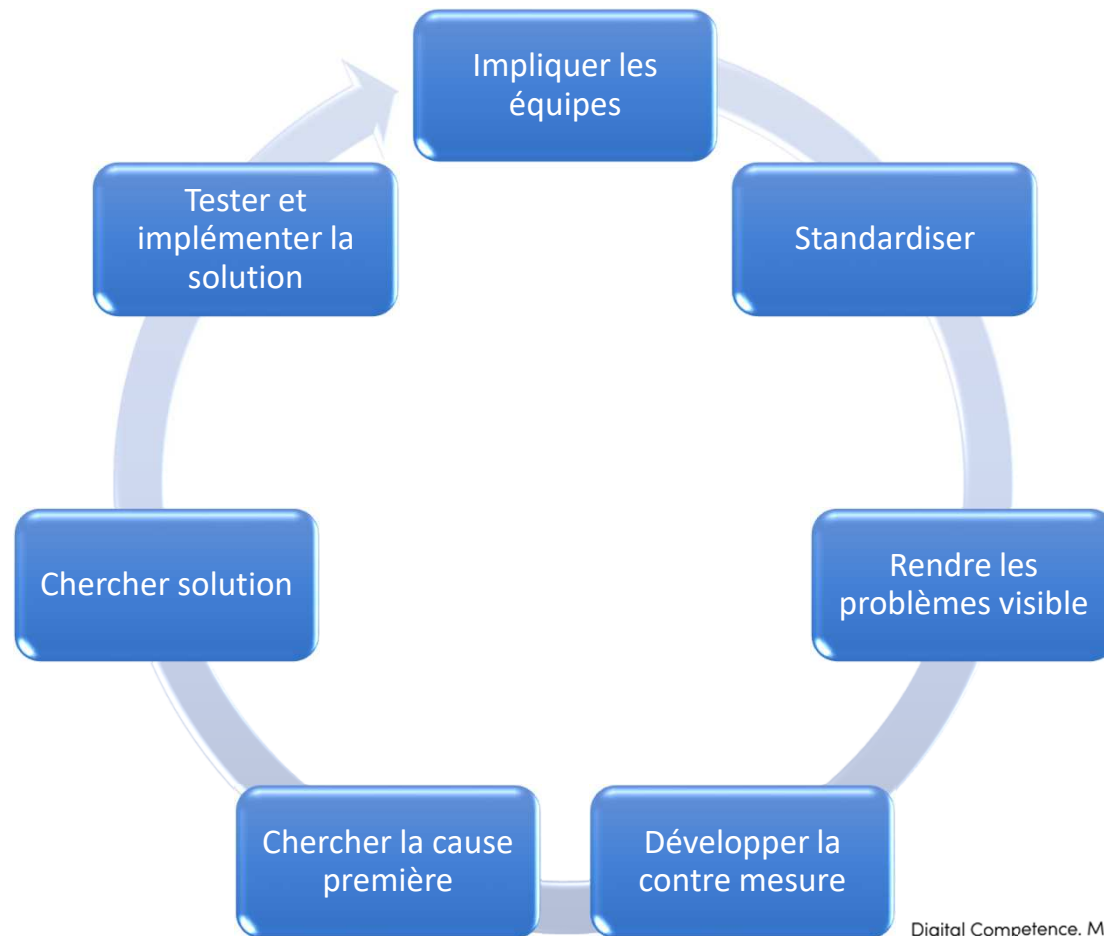 Impliquer les
équipes
Standardiser
Rendre les
problèmes visible
Développer la
contre mesure
Chercher la cause
première
Chercher solution
Tester et
implémenter la
solution
Digital Competence. M